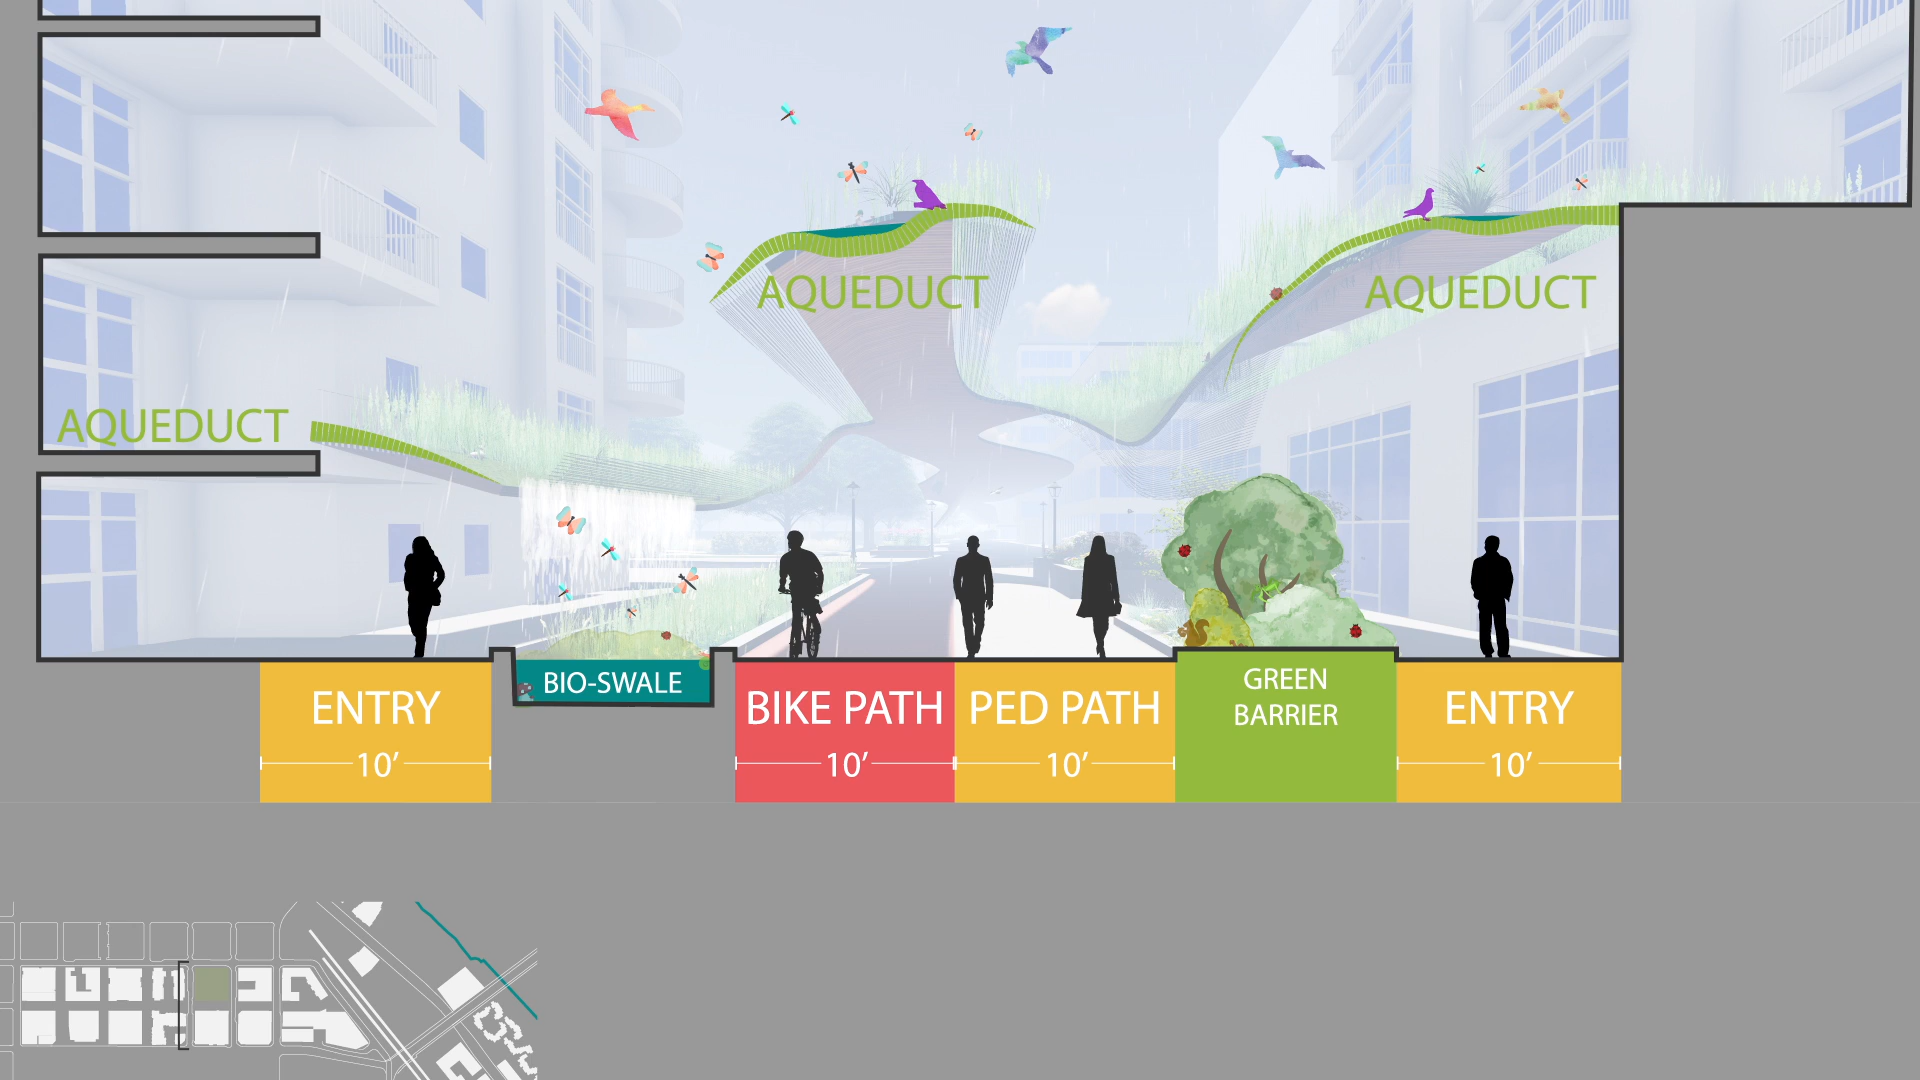 AQUEDUCT
AQUEDUCT
AQUEDUCT
ENTRY
10'
BIO-SWALE
BIKE PATH
10'
PED PATH
10'
GREEN
BARRIER
ENTRY
10'